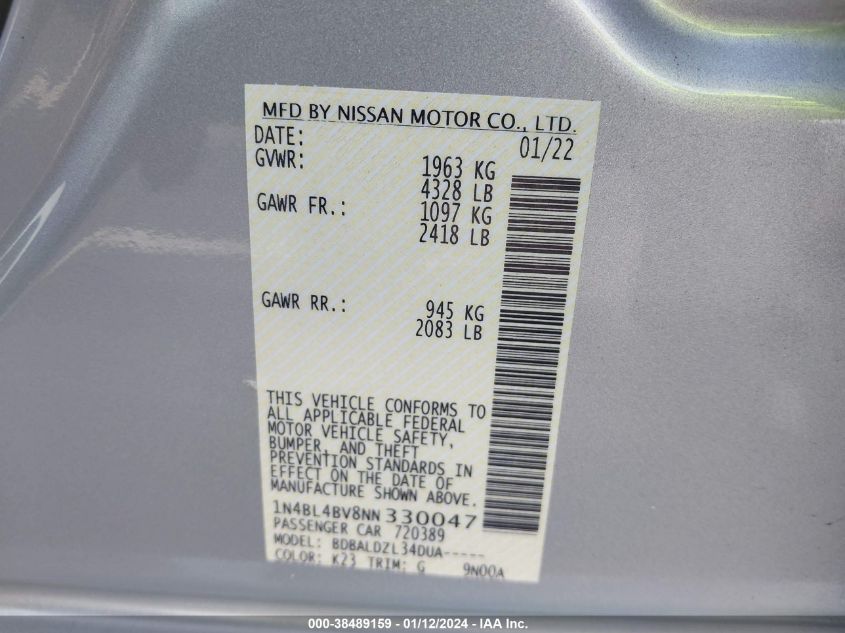 MFD BY NISSAN MOTOR CO., LTD.
DATE: 01/22
GVWR: 1963 KG
4328 LB
GAWR FR.: 1097 KG
2418 LB
GAWR RR.: 945 KG
2083 LB
THIS VEHICLE CONFORMS TO
ALL APPLICABLE FEDERAL
MOTOR VEHICLE SAFETY,
BUMPER, AND THEFT
PREVENTION STANDARDS IN
EFFECT ON THE DATE OF
MANUFACTURE SHOWN ABOVE.
1N4BL4BV8NN330047
PASSENGER CAR 720389
MODEL: BDBALDZL34DUA-----
COLOR: K23 TRIM: G 9N00A
000-38489159 - 01/12/2024 - IAA Inc.